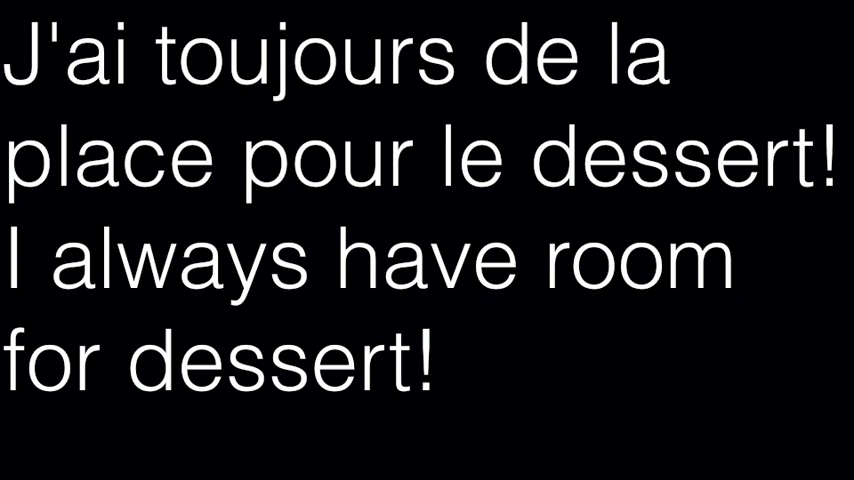 J'ai toujours de la
place pour le dessert!
I always have room
for dessert!